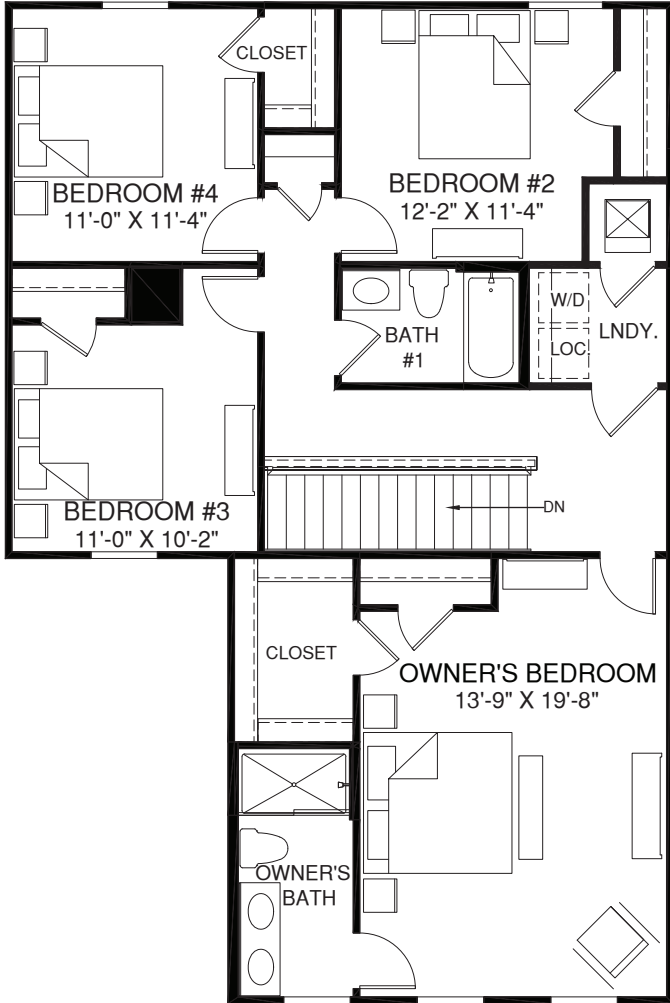 CLOSET
BEDROOM #4
11'-0" X 11'-4"
BEDROOM #2
12'-2" X 11'-4"
BATH
#1
W/D
LOC.
LNDY.
BEDROOM #3
11'-0" X 10'-2"
DN
CLOSET
OWNER'S BEDROOM
13'-9" X 19'-8"
OWNER'S
BATH